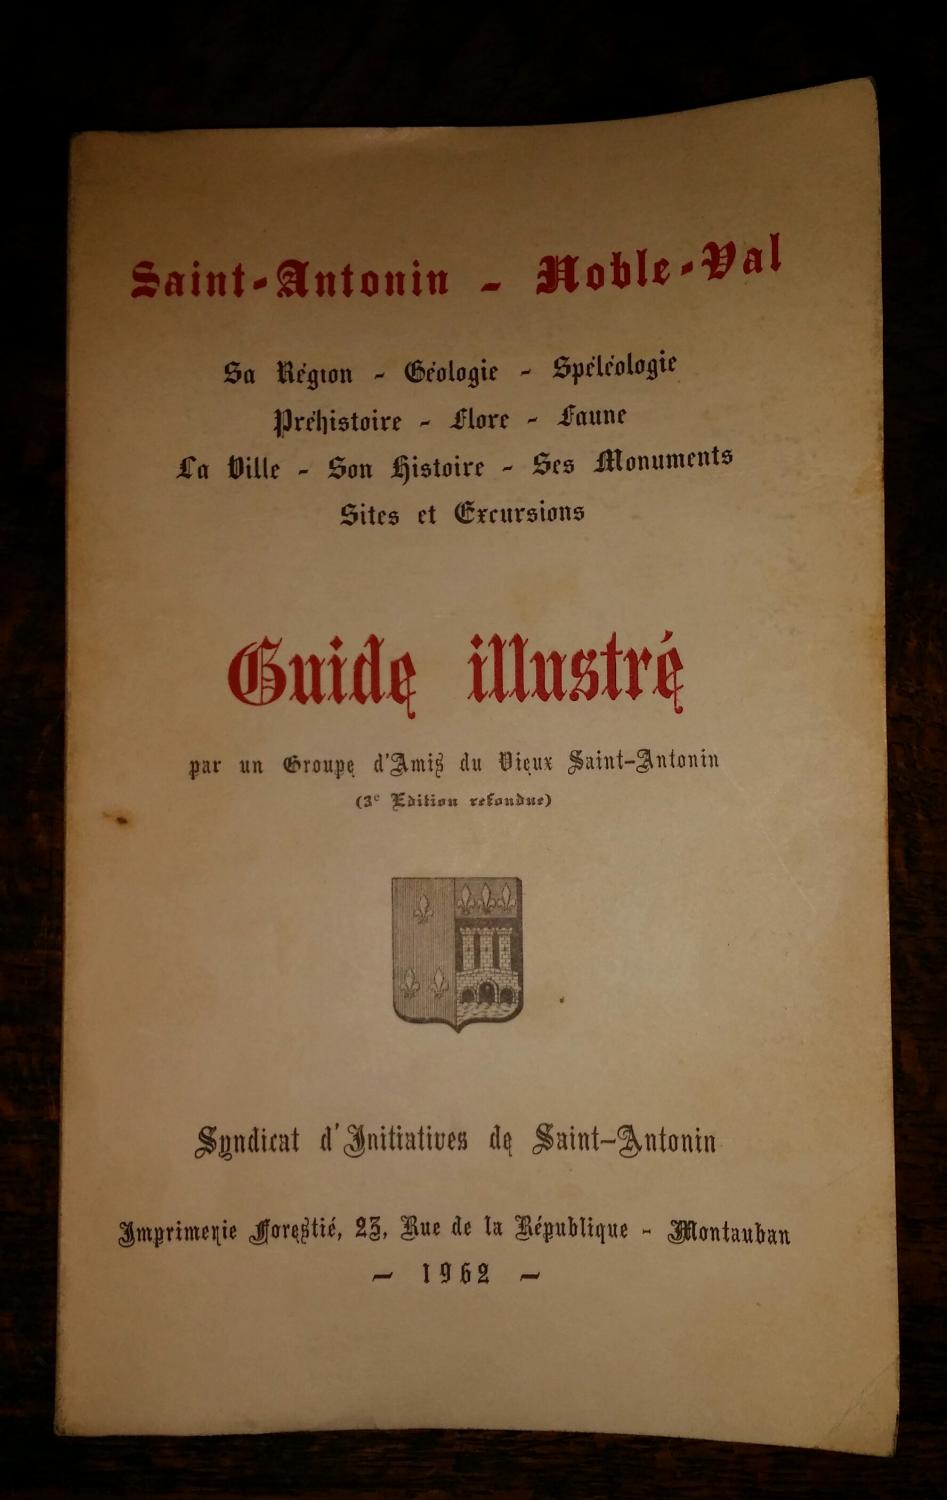 Saint-Antonin - Noble-Val
Sa Région - Géologie - Spéléologie
Préhistoire - Flore - Faune
La Ville - Son Histoire - Ses Monuments
Sites et Excursions
Guide illustré
par un Groupe d'Amis du Vieux Saint-Antonin
(3e Edition refondue)
Syndicat d'Initiatives de Saint-Antonin
Imprimerie Forestié, 23, Rue de la République - Montauban
- 1962 -